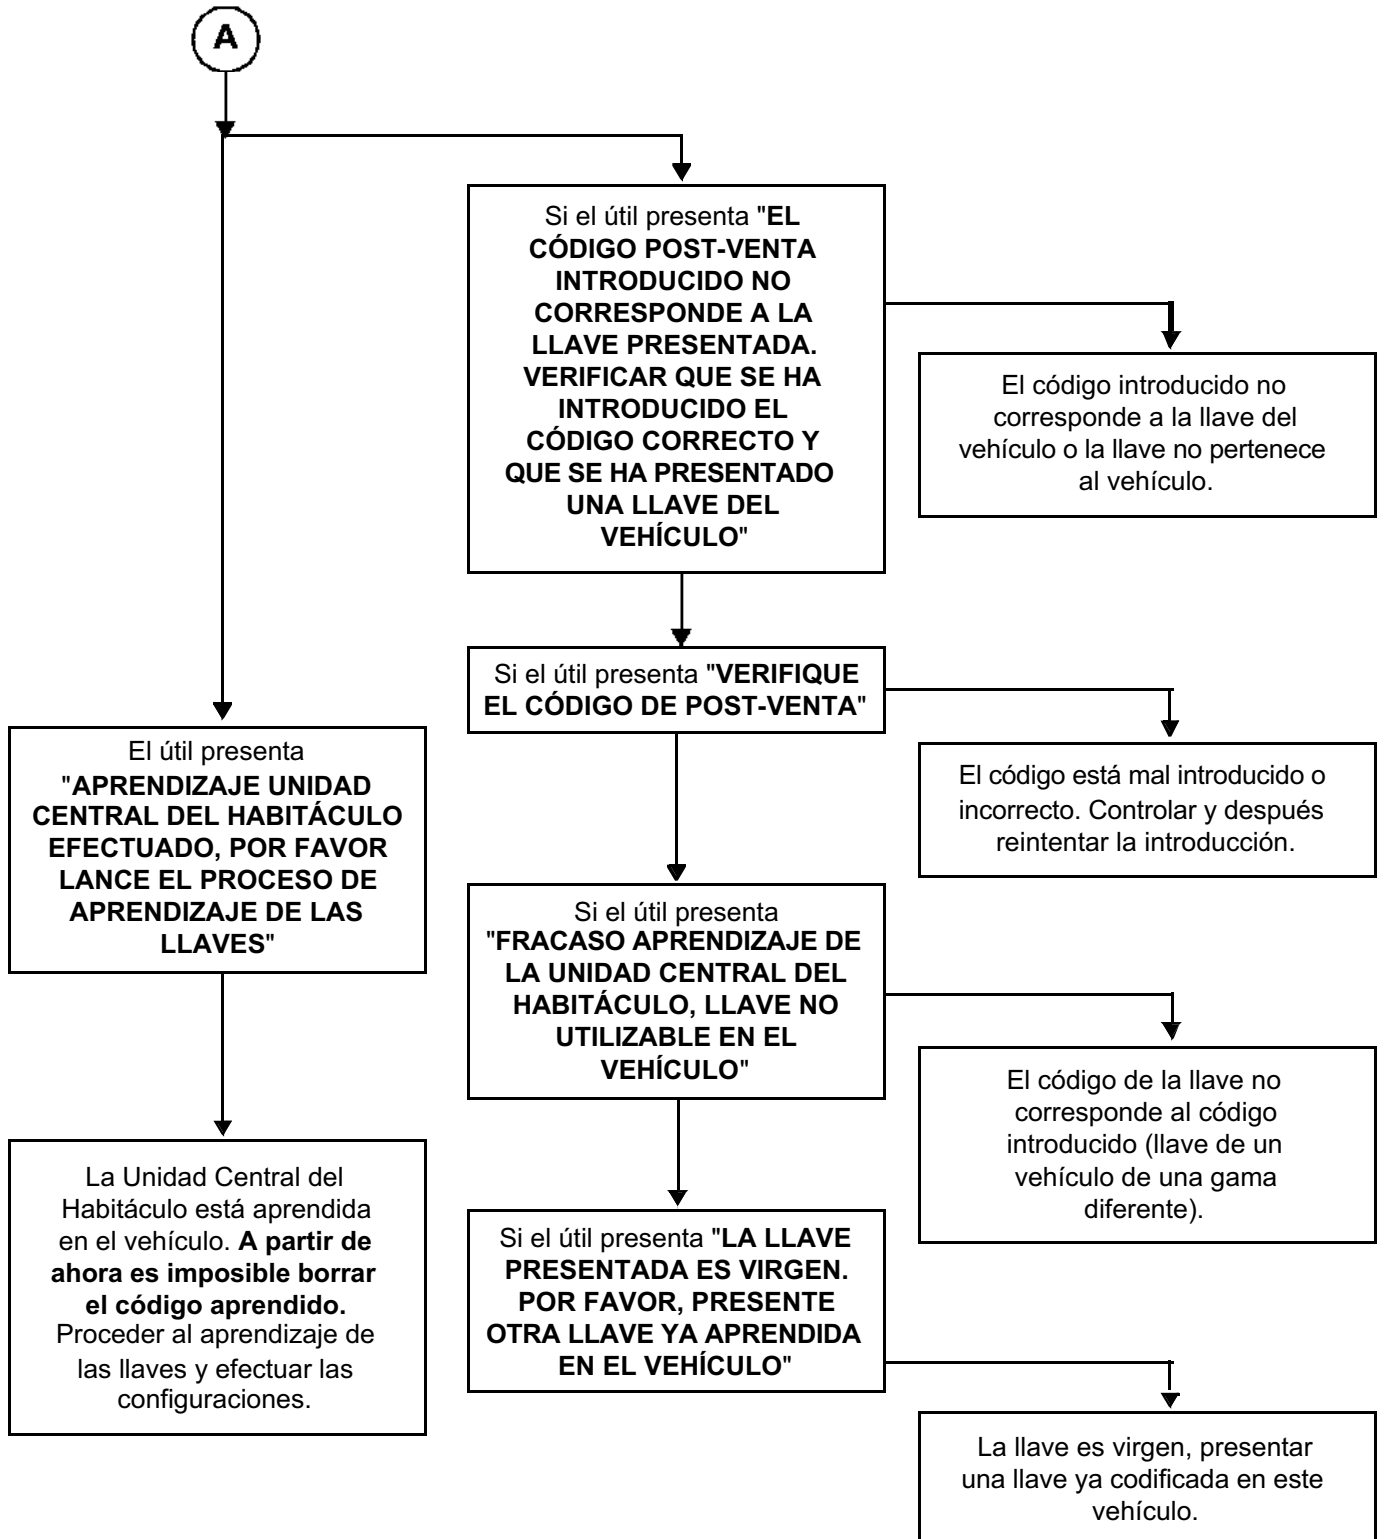 A
Si el útil presenta "EL
CÓDIGO POST-VENTA
INTRODUCIDO NO
CORRESPONDE A LA
LLAVE PRESENTADA.
VERIFICAR QUE SE HA
INTRODUCIDO EL
CÓDIGO CORRECTO Y
QUE SE HA PRESENTADO
UNA LLAVE DEL
VEHÍCULO"
El código introducido no
corresponde a la llave del
vehículo o la llave no pertenece
al vehículo.
Si el útil presenta "VERIFIQUE
EL CÓDIGO DE POST-VENTA"
El código está mal introducido o
incorrecto. Controlar y después
reintentar la introducción.
El útil presenta
"APRENDIZAJE UNIDAD
CENTRAL DEL HABITÁCULO
EFECTUADO, POR FAVOR
LANCE EL PROCESO DE
APRENDIZAJE DE LAS
LLAVES"
Si el útil presenta
"FRACASO APRENDIZAJE DE
LA UNIDAD CENTRAL DEL
HABITÁCULO, LLAVE NO
UTILIZABLE EN EL
VEHÍCULO"
El código de la llave no
corresponde al código
introducido (llave de un
vehículo de una gama
diferente).
La Unidad Central del
Habitáculo está aprendida
en el vehículo. A partir de
ahora es imposible borrar
el código aprendido.
Proceder al aprendizaje de
las llaves y efectuar las
configuraciones.
Si el útil presenta "LA LLAVE
PRESENTADA ES VIRGEN.
POR FAVOR, PRESENTE
OTRA LLAVE YA APRENDIDA
EN EL VEHÍCULO"
La llave es virgen, presentar
una llave ya codificada en este
vehículo.